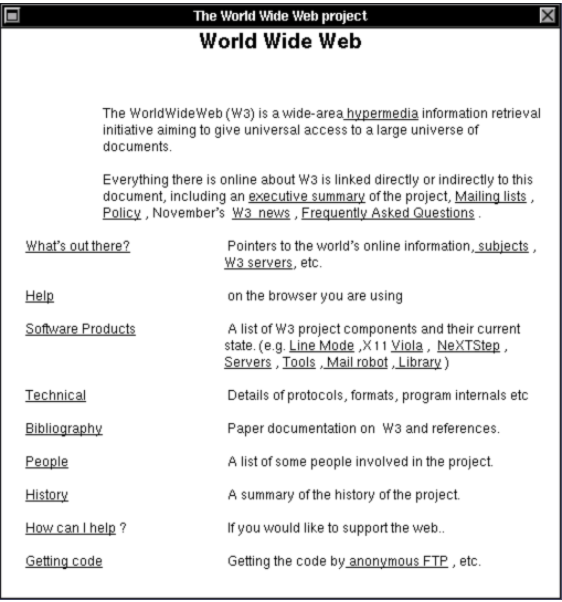 The World Wide Web project
World Wide Web
The WorldWideWeb (W3) is a wide-area hypermedia information retrieval
initiative aiming to give universal access to a large universe of
documents.
Everything there is online about W3 is linked directly or indirectly to this
document, including an executive summary of the project, Mailing lists ,
Policy , November's W3 news , Frequently Asked Questions .
What's out there? Pointers to the world's online information, subjects ,
W3 servers, etc.
Help on the browser you are using
Software Products A list of W3 project components and their current
state. (e.g. Line Mode ,X11 Viola , NeXTStep ,
Servers , Tools , Mail robot , Library )
Technical Details of protocols, formats, program internals etc
Bibliography Paper documentation on W3 and references.
People A list of some people involved in the project.
History A summary of the history of the project.
How can I help ? If you would like to support the web..
Getting code Getting the code by anonymous FTP , etc.